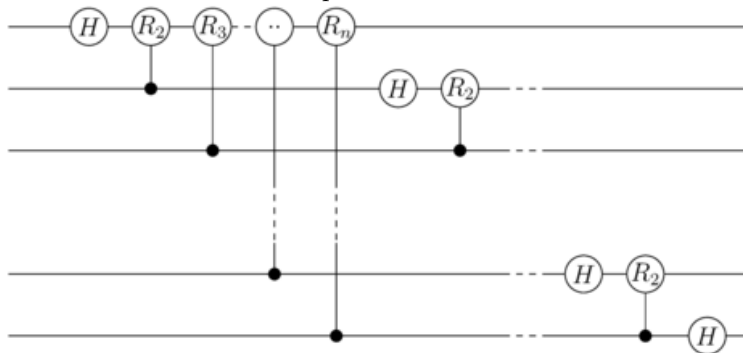 H R₂ R₃ ·· Rₙ
H R₂
H R₂
H